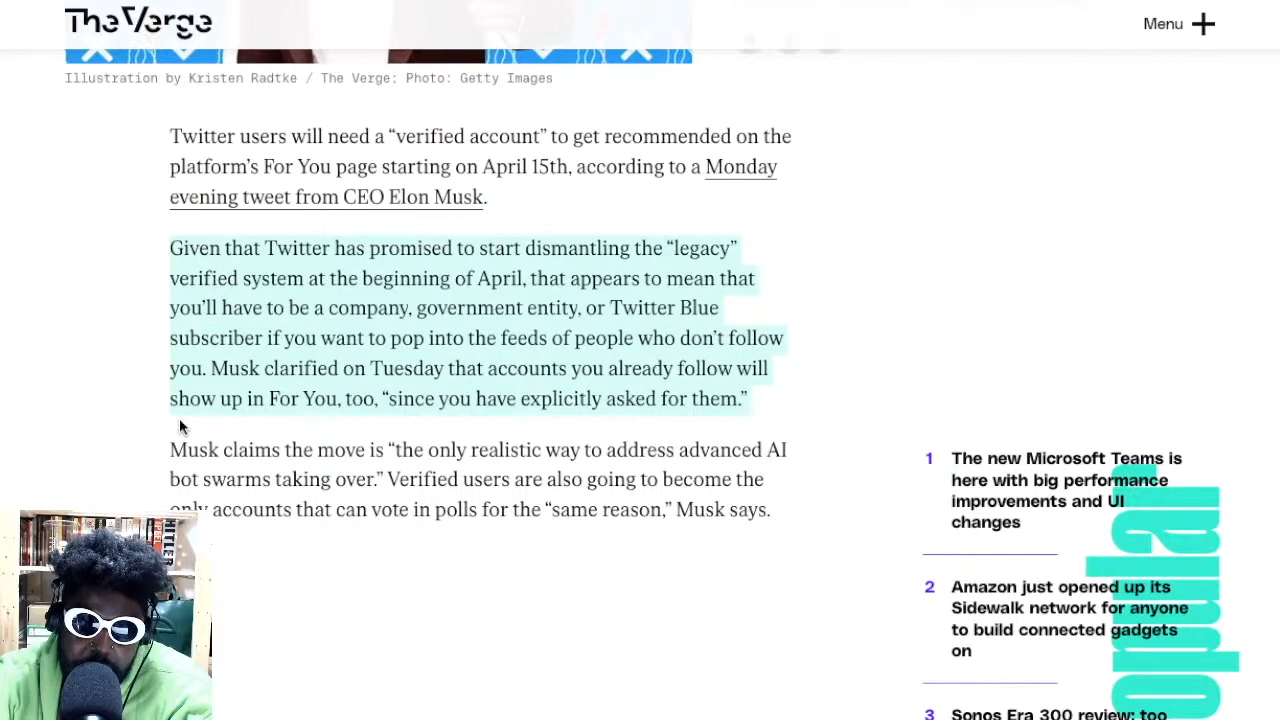 The Verge
Menu
Illustration by Kristen Radtke / The Verge; Photo: Getty Images
Twitter users will need a “verified account” to get recommended on the
platform’s For You page starting on April 15th, according to a Monday
evening tweet from CEO Elon Musk.
Given that Twitter has promised to start dismantling the “legacy”
verified system at the beginning of April, that appears to mean that
you’ll have to be a company, government entity, or Twitter Blue
subscriber if you want to pop into the feeds of people who don’t follow
you. Musk clarified on Tuesday that accounts you already follow will
show up in For You, too, “since you have explicitly asked for them.”
Musk claims the move is “the only realistic way to address advanced AI
bot swarms taking over.” Verified users are also going to become the
only accounts that can vote in polls for the “same reason,” Musk says.
1 The new Microsoft Teams is
here with big performance
improvements and UI
changes
2 Amazon just opened up its
Sidewalk network for anyone
to build connected gadgets
on
3 Sonos Era 300 review: too
HITLER